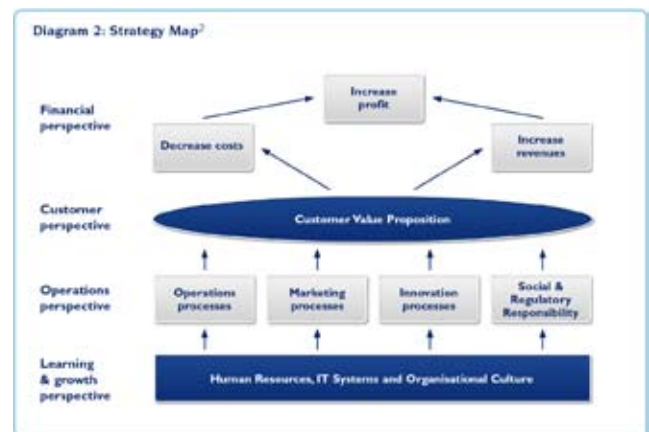 Diagram 2: Strategy Map2
Financial
perspective
Increase
profit
Decrease costs
Increase
revenues
Customer
perspective
Customer Value Proposition
Operations
perspective
Operations
processes
Marketing
processes
Innovation
processes
Social &
Regulatory
Responsibility
Learning
& growth
perspective
Human Resources, IT Systems and Organisational Culture